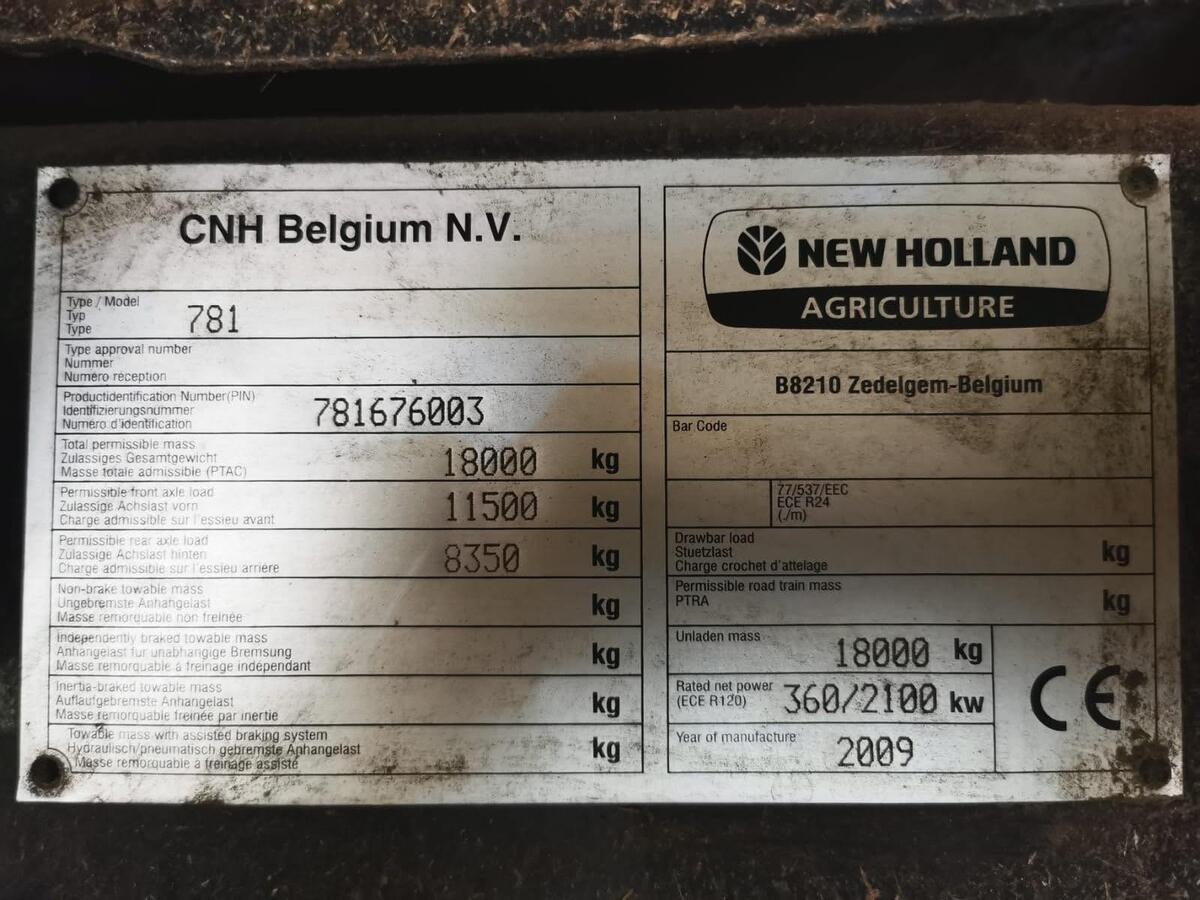 CNH Belgium N.V.
Type / Model
Typ
Type
781
Type approval number
Nummer
Numéro réception
Productidentification Number(PIN)
Identifizierungsnummer
Numéro d'identification
781676003
Total permissible mass
Zulassiges Gesamtgewicht
Masse totale admissible (PTAC)
18000 kg
Permissible front axle load
Zulassige Achslast vorn
Charge admissible sur l'essieu avant
11500 kg
Permissible rear axle load
Zulassige Achslast hinten
Charge admissible sur l'essieu arrière
8350 kg
Non-brake towable mass
Ungebremste Anhangelast
Masse remorquable non freinée
kg
Independently braked towable mass
Anhangelast fur unabhangige Bremsung
Masse remorquable à freinage indépendant
kg
Inertia-braked towable mass
Auflaufgebremste Anhangelast
Masse remorquable freinée par inertie
kg
Towable mass with assisted braking system
Hydraulisch/pneumatisch gebremste Anhangelast
Masse remorquable à freinage assisté
kg
NEW HOLLAND
AGRICULTURE
B8210 Zedelgem-Belgium
Bar Code
77/537/EEC
ECE R24
(./m)
Drawbar load
Stuetzlast
Charge crochet d'attelage
kg
Permissible road train mass
PTRA
kg
Unladen mass
18000 kg
Rated net power
(ECE R120)
360/2100 kw
Year of manufacture
2009
CE